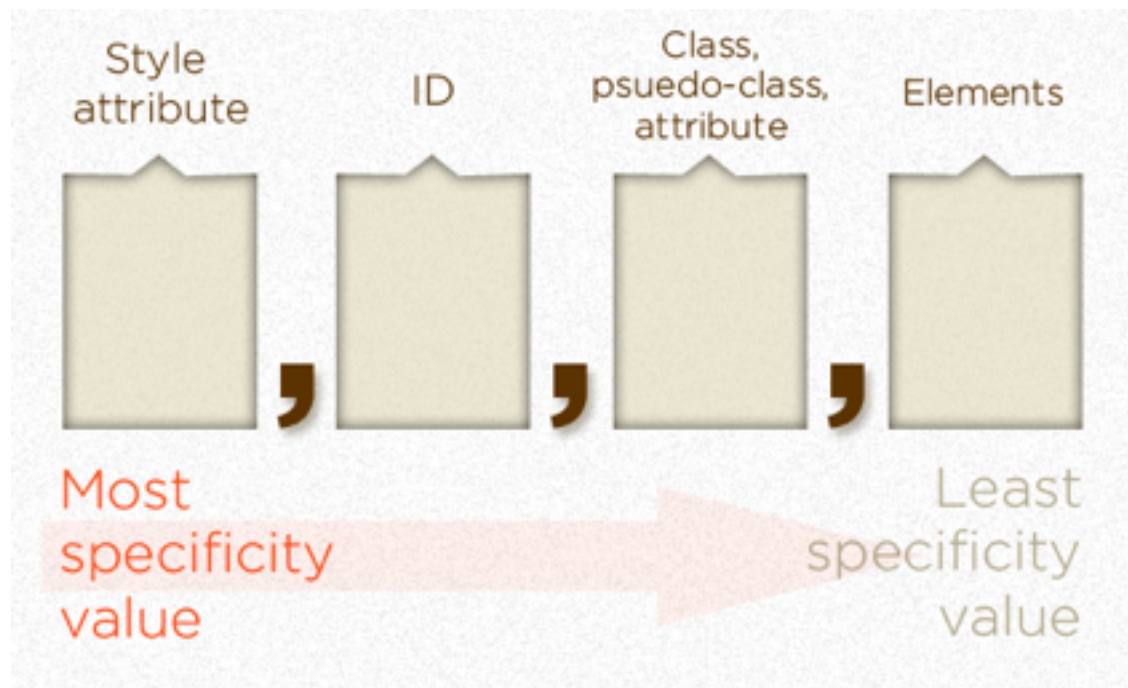 Style
attribute
ID
Class,
psuedo-class,
attribute
Elements
, , ,
Most
specificity
value
Least
specificity
value